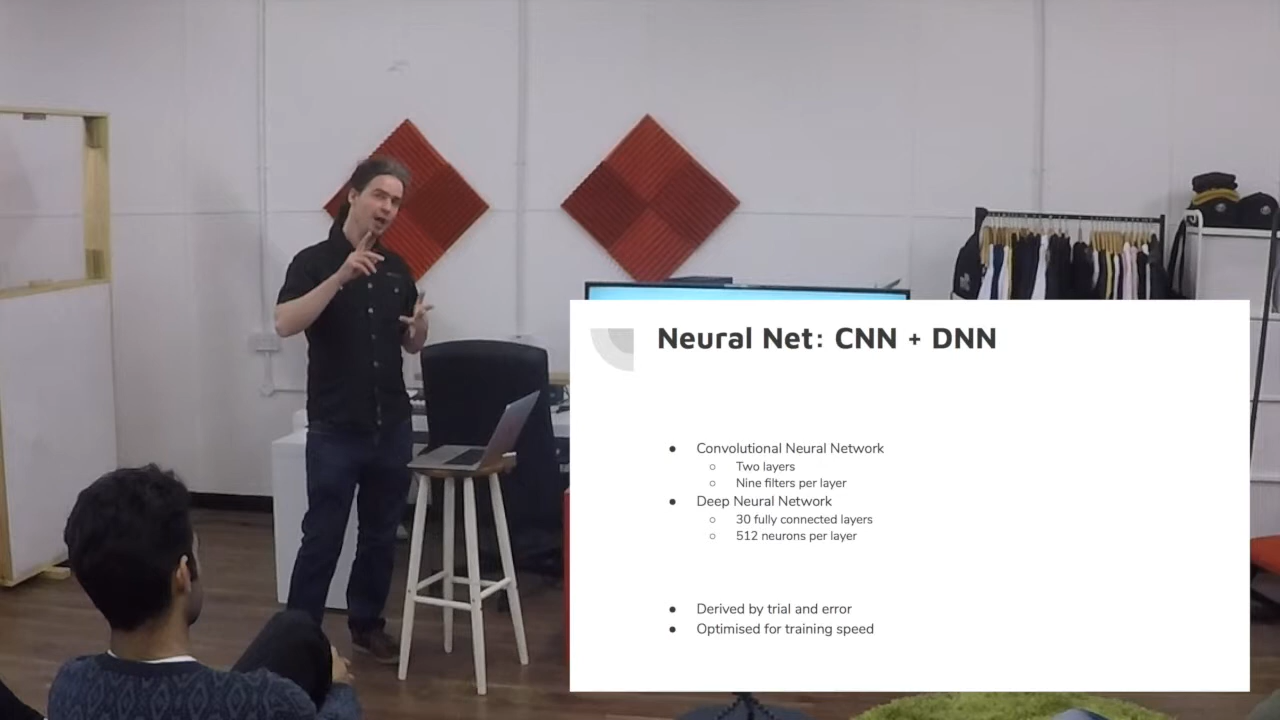 Neural Net: CNN + DNN
● Convolutional Neural Network
○ Two layers
○ Nine filters per layer
● Deep Neural Network
○ 30 fully connected layers
○ 512 neurons per layer
● Derived by trial and error
● Optimised for training speed